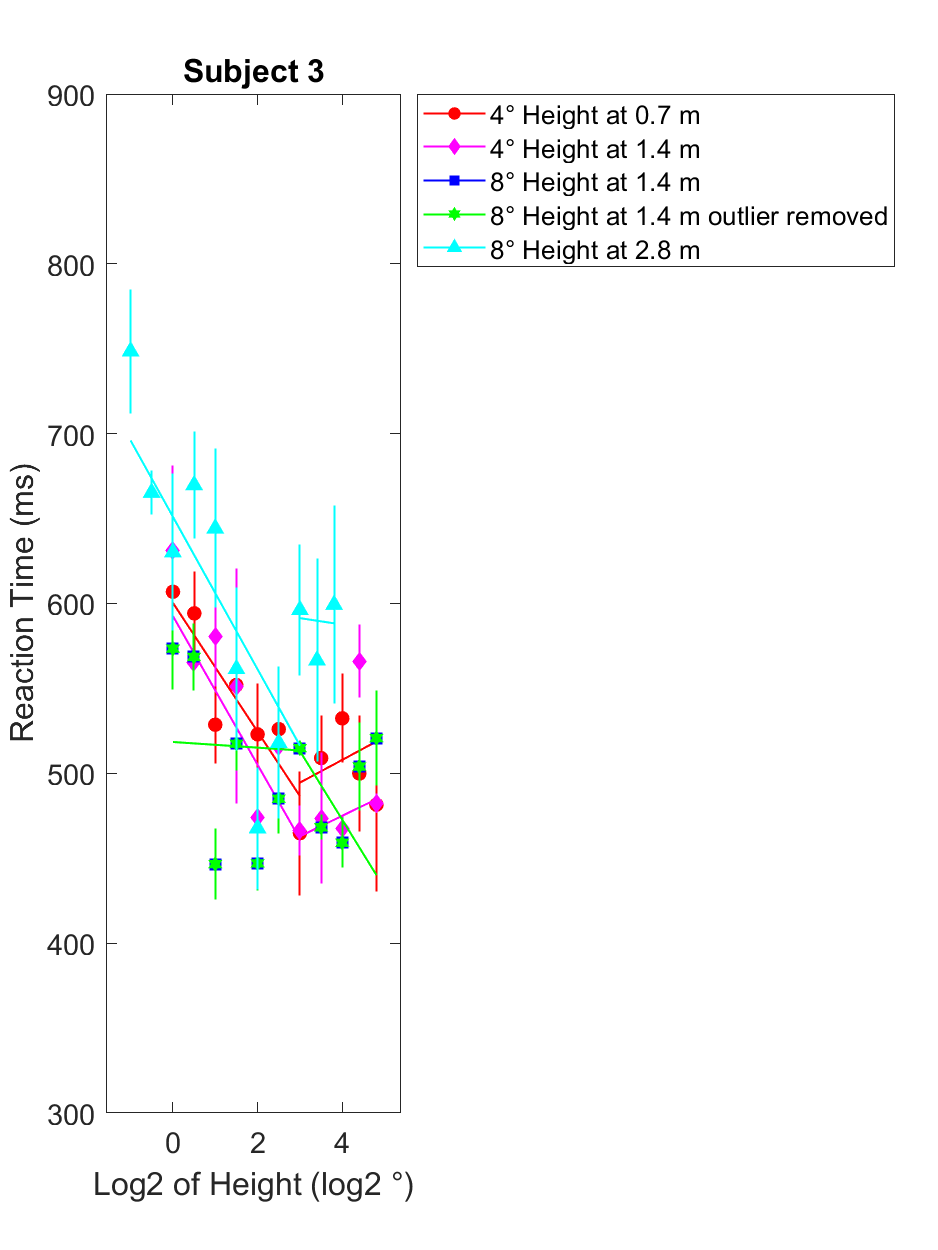 Subject 3
900
800
700
600
500
400
300
0 2 4
Reaction Time (ms)
Log2 of Height (log2 °)
4° Height at 0.7 m
4° Height at 1.4 m
8° Height at 1.4 m
8° Height at 1.4 m outlier removed
8° Height at 2.8 m